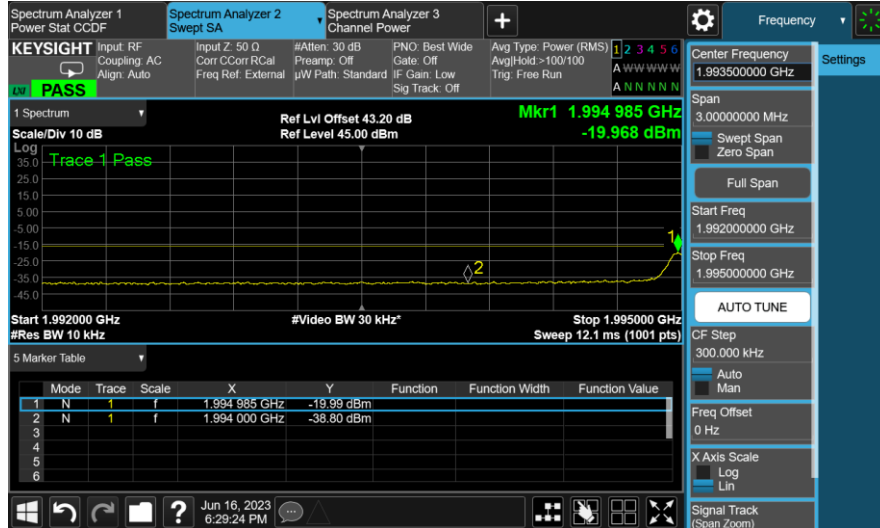 Spectrum Analyzer 1
Power Stat CCDF
Spectrum Analyzer 2
Swept SA
Spectrum Analyzer 3
Channel Power
+
Frequency
KEYSIGHT
LXI
PASS
Input: RF
Coupling: AC
Align: Auto
Input Z: 50 Ω
Corr CCorr RCal
Freq Ref: External
#Atten: 30 dB
Preamp: Off
µW Path: Standard
PNO: Best Wide
Gate: Off
IF Gain: Low
Sig Track: Off
Avg Type: Power (RMS)
Avg|Hold:>100/100
Trig: Free Run
1 2 3 4 5 6
A W W W W W
A N N N N N
Center Frequency
1.993500000 GHz
Settings
Span
3.00000000 MHz
Swept Span
Zero Span
Full Span
Start Freq
1.992000000 GHz
Stop Freq
1.995000000 GHz
AUTO TUNE
CF Step
300.000 kHz
Auto
Man
Freq Offset
0 Hz
X Axis Scale
Log
Lin
Signal Track
(Span Zoom)
1 Spectrum
Scale/Div 10 dB
Ref Lvl Offset 43.20 dB
Ref Level 45.00 dBm
Mkr1 1.994 985 GHz
-19.968 dBm
Log
Trace 1 Pass
35.0
25.0
15.0
5.00
-5.00
-15.0
-25.0
-35.0
-45.0
1
2
Start 1.992000 GHz
#Res BW 10 kHz
#Video BW 30 kHz*
Stop 1.995000 GHz
Sweep 12.1 ms (1001 pts)
5 Marker Table
Mode Trace Scale X Y Function Function Width Function Value
1 N 1 f 1.994 985 GHz -19.99 dBm
2 N 1 f 1.994 000 GHz -38.80 dBm
3
4
5
6
?
Jun 16, 2023
6:29:24 PM